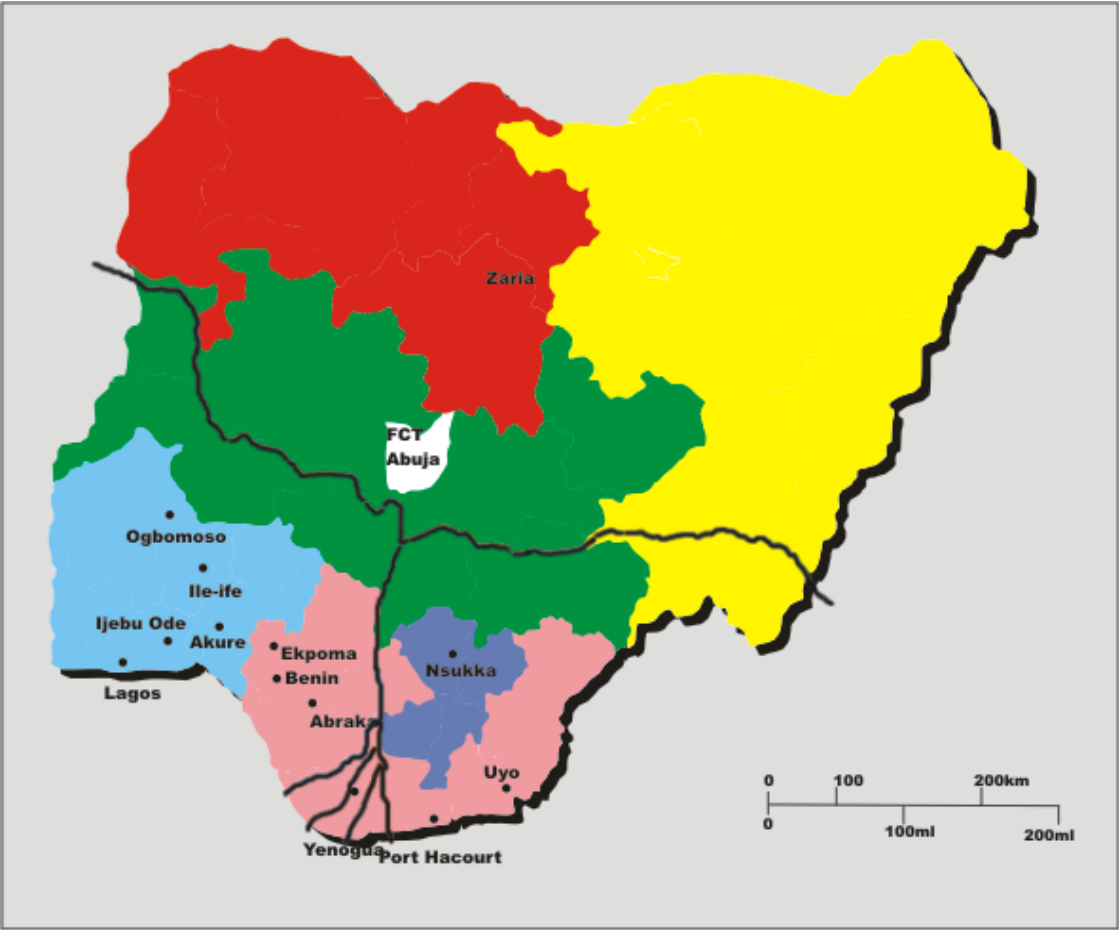 Zaria
FCT
Abuja
Ogbomoso
Ile-ife
Ijebu Ode
Akure
Lagos
Ekpoma
Benin
Abraka
Nsukka
Uyo
Yenogua
Port Hacourt
0 100 200km
0 100ml 200ml